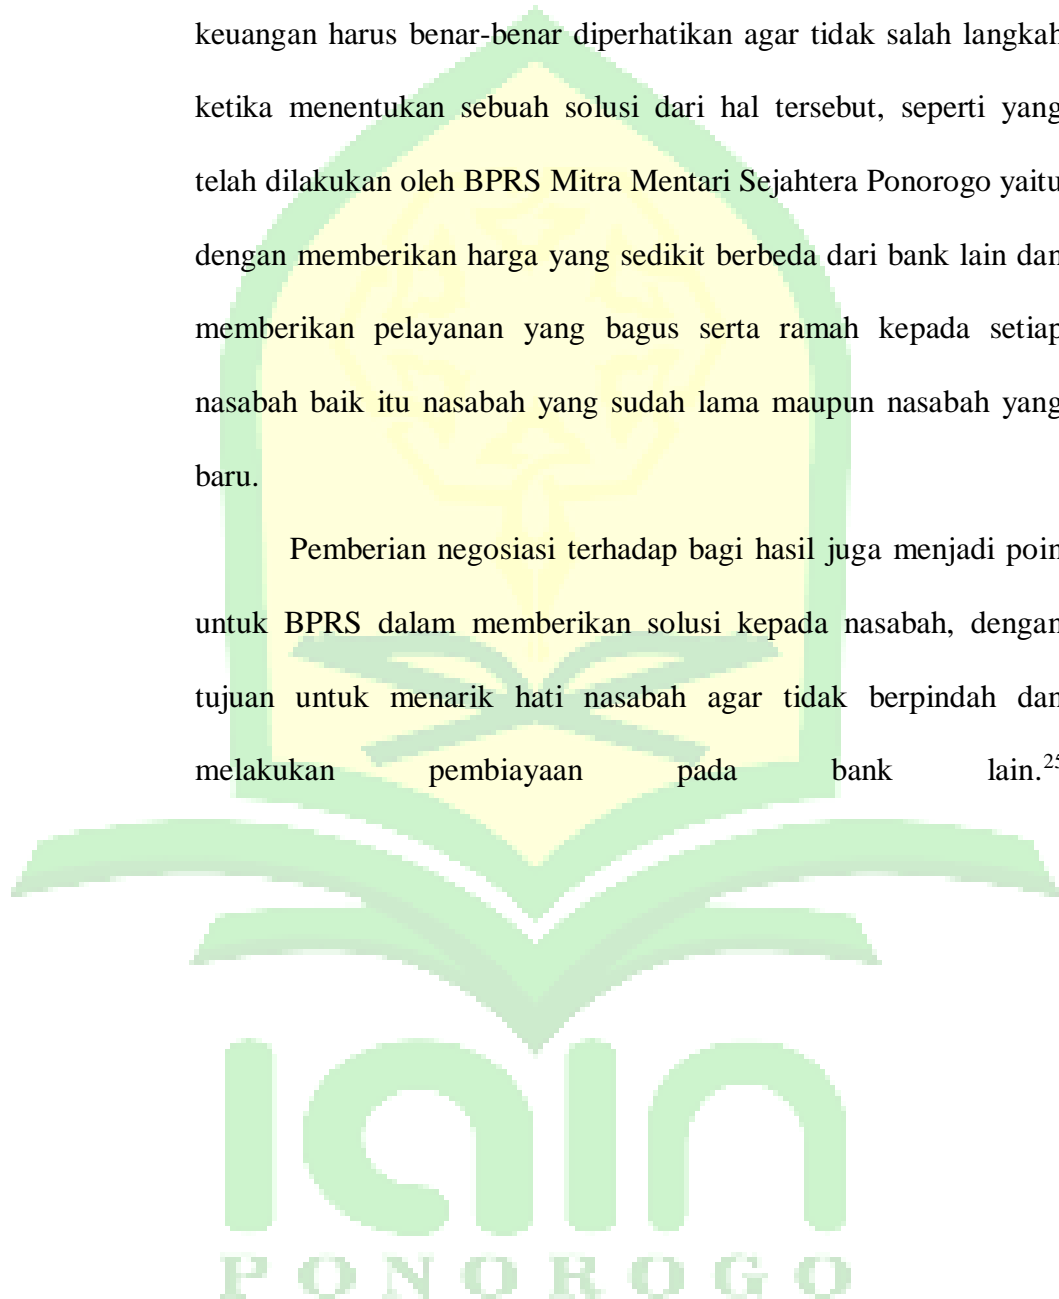 keuangan harus benar-benar diperhatikan agar tidak salah langkah
ketika menentukan sebuah solusi dari hal tersebut, seperti yang
telah dilakukan oleh BPRS Mitra Mentari Sejahtera Ponorogo yaitu
dengan memberikan harga yang sedikit berbeda dari bank lain dan
memberikan pelayanan yang bagus serta ramah kepada setiap
nasabah baik itu nasabah yang sudah lama maupun nasabah yang
baru.
Pemberian negosiasi terhadap bagi hasil juga menjadi poin
untuk BPRS dalam memberikan solusi kepada nasabah, dengan
tujuan untuk menarik hati nasabah agar tidak berpindah dan
melakukan pembiayaan pada bank lain.25
iain
PONOROGO